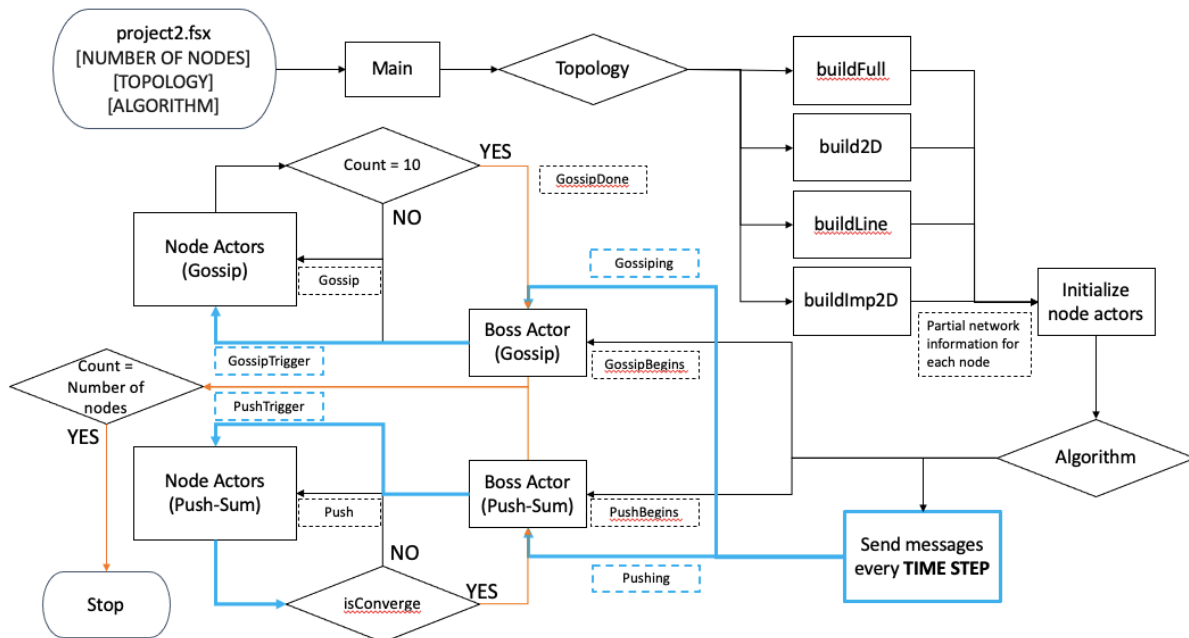 project2.fsx
[NUMBER OF NODES]
[TOPOLOGY]
[ALGORITHM]
Main
Topology
buildFull
build2D
buildLine
buildImp2D
Count = 10
YES
GossipDone
NO
Node Actors
(Gossip)
Gossip
Gossiping
Initialize
node actors
Partial network
information for
each node
Boss Actor
(Gossip)
GossipTrigger
GossipBegins
Count =
Number of
nodes
YES
PushTrigger
Node Actors
(Push-Sum)
Push
Boss Actor
(Push-Sum)
PushBegins
Algorithm
Send messages
every TIME STEP
NO
Pushing
isConverge
YES
Stop